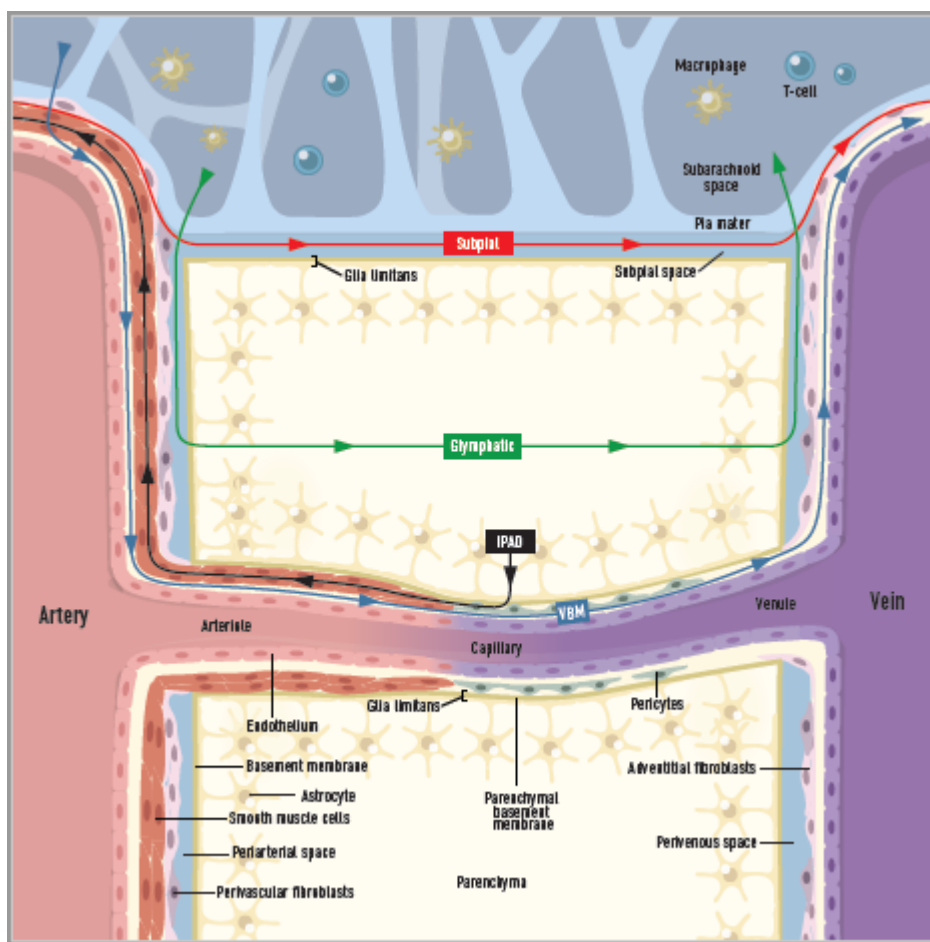 Macrophage
T-cell
Subarachnoid
space
Pia mater
Subpial
Subpial space
Glia limitans
Glymphatic
IPAD
VBM
Artery
Arteriole
Capillary
Venule
Vein
Glia limitans
Pericytes
Endothelium
Basement membrane
Adventitial fibroblasts
Astrocyte
Parenchymal
basement
membrane
Smooth muscle cells
Periarterial space
Perivenous space
Parenchyma
Perivascular fibroblasts